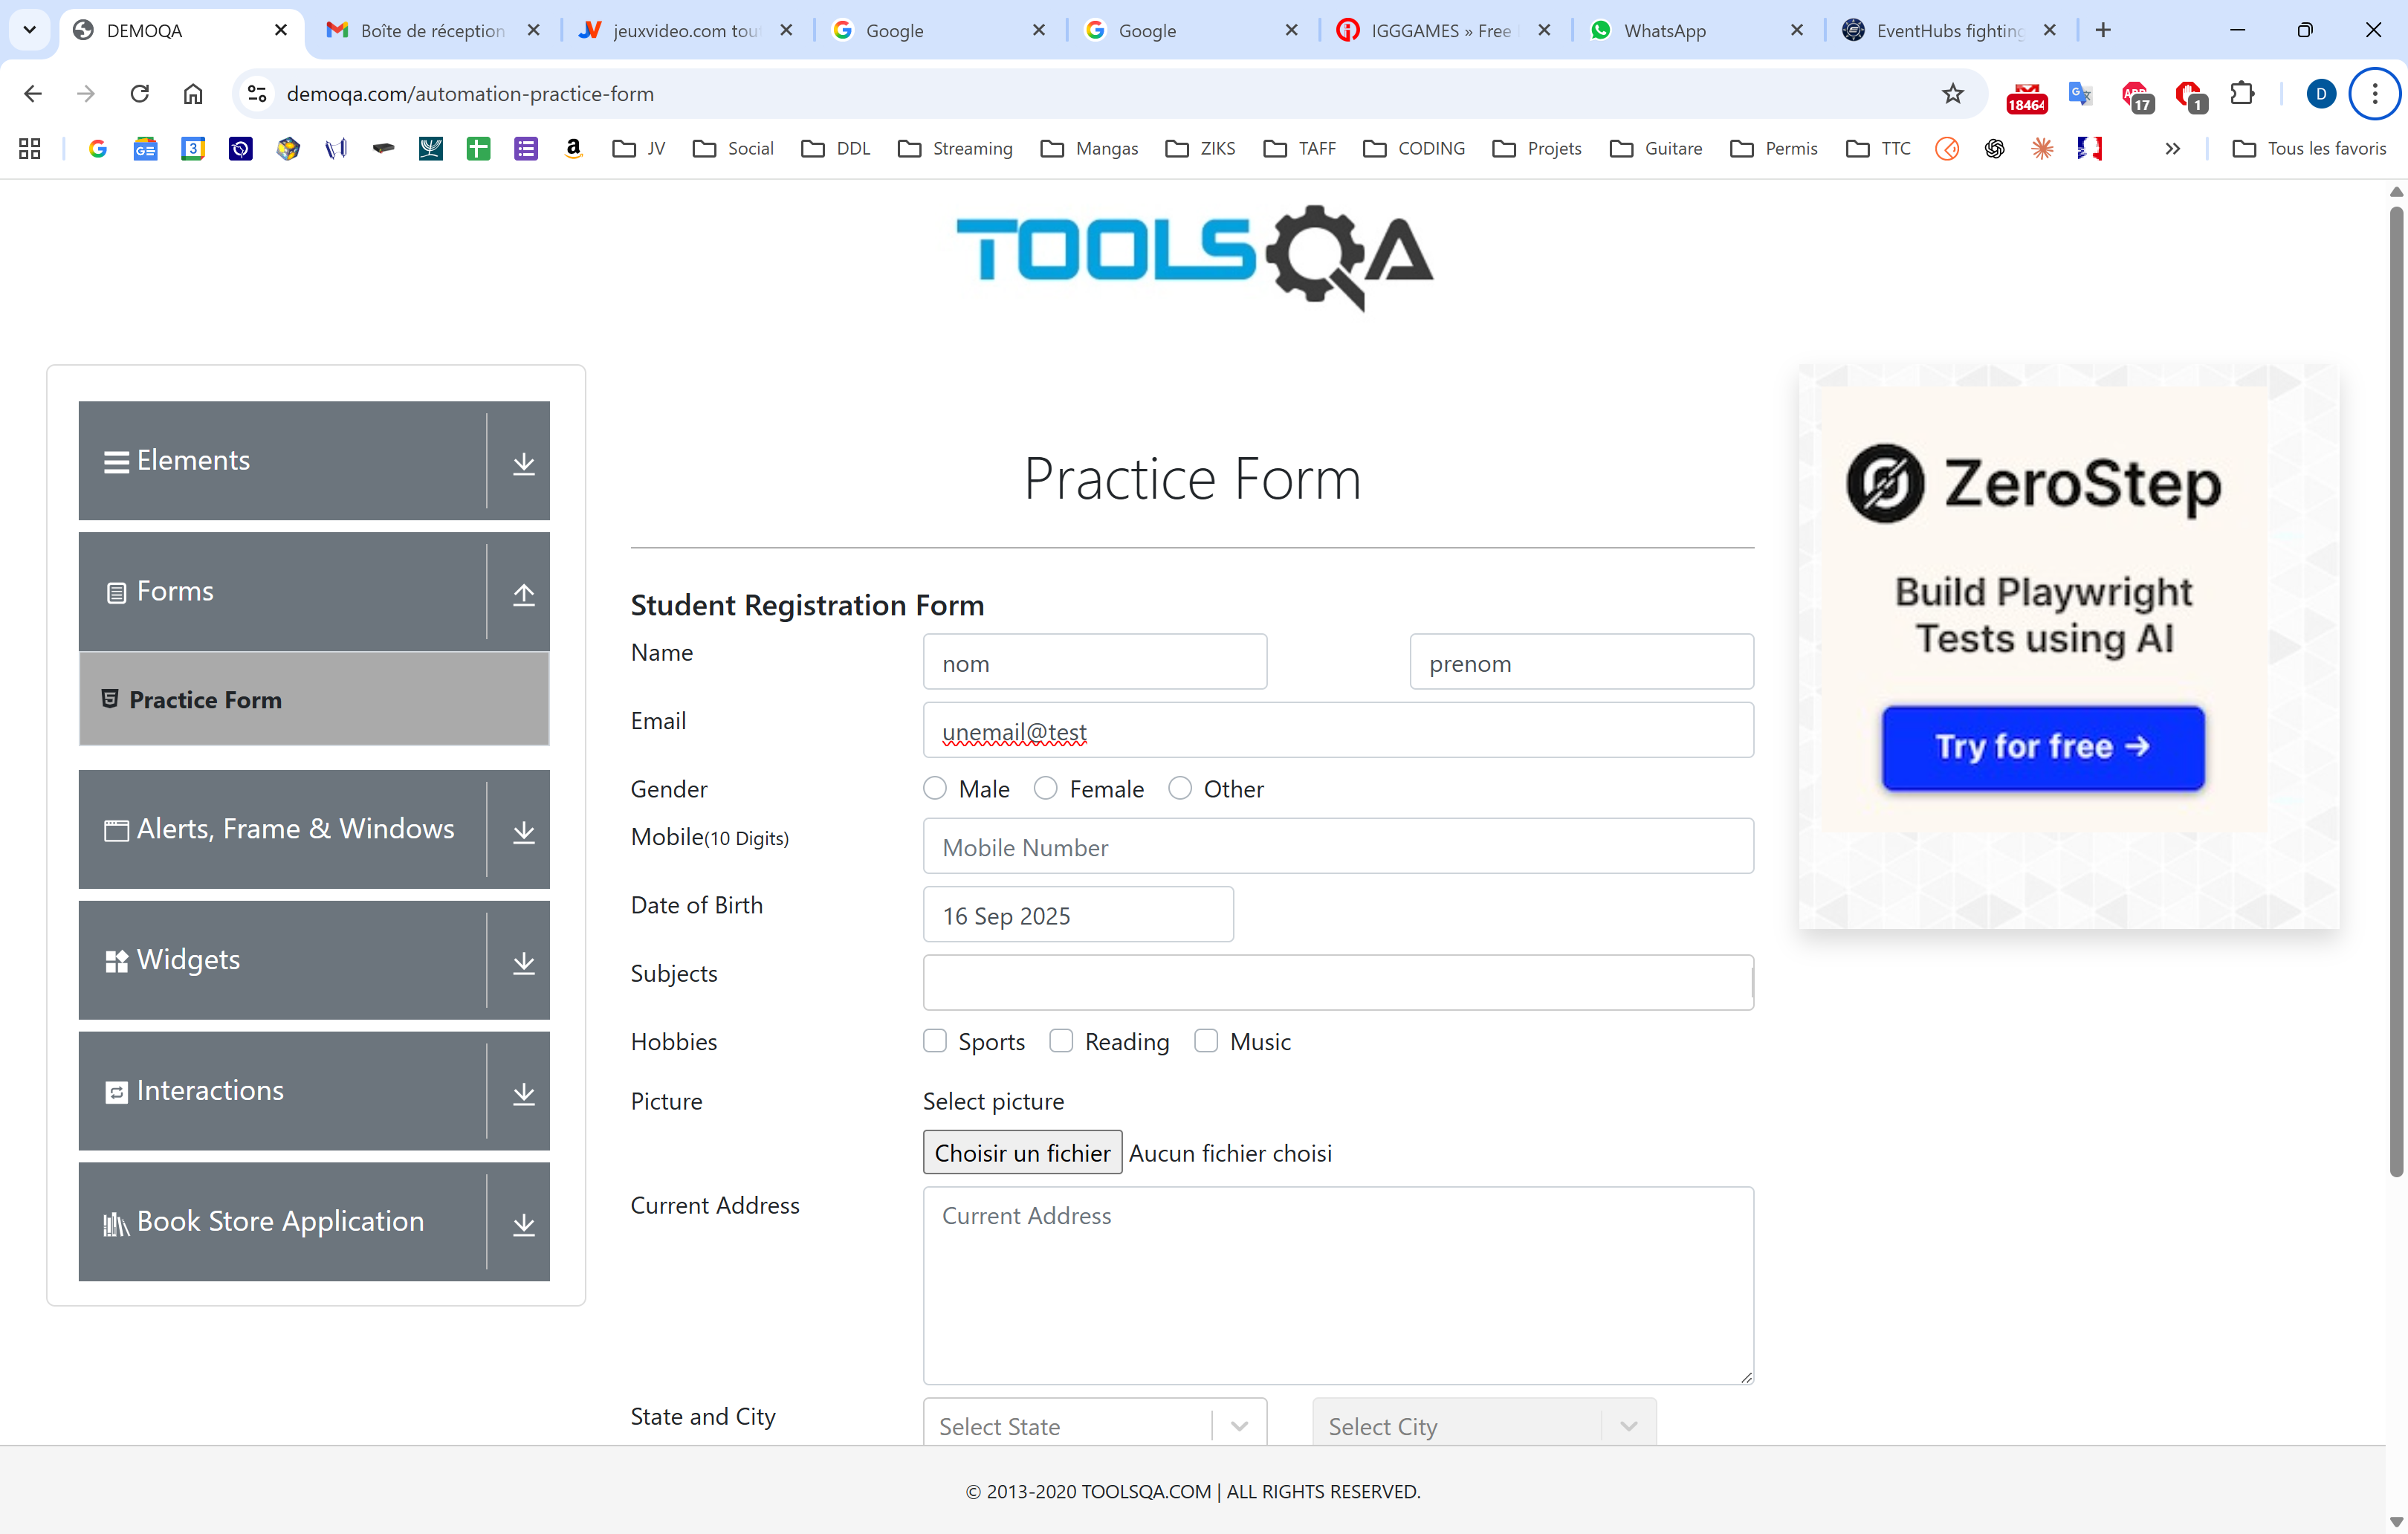 DEMOQA
Boîte de réception
jeuxvideo.com tou
Google
Google
IGGGAMES » Free
WhatsApp
EventHubs fighting
demoqa.com/automation-practice-form
18464
17
1
D
3
JV
Social
DDL
Streaming
Mangas
ZIKS
TAFF
CODING
Projets
Guitare
Permis
TTC
Tous les favoris
TOOLSQA
Elements
Forms
Practice Form
Alerts, Frame & Windows
Widgets
Interactions
Book Store Application
Practice Form
Student Registration Form
Name
nom
prenom
Email
unemail@test
Gender
Male
Female
Other
Mobile(10 Digits)
Mobile Number
Date of Birth
16 Sep 2025
Subjects
Hobbies
Sports
Reading
Music
Picture
Select picture
Choisir un fichier
Aucun fichier choisi
Current Address
Current Address
State and City
Select State
Select City
ZeroStep
Build Playwright
Tests using AI
Try for free →
© 2013-2020 TOOLSQA.COM | ALL RIGHTS RESERVED.